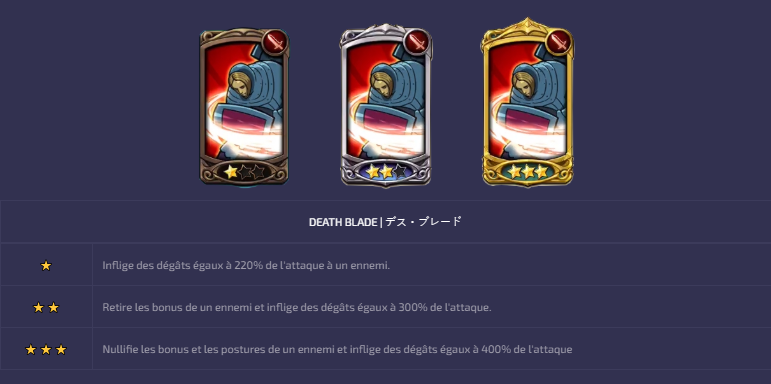 DEATH BLADE | デス・ブレード
Inflige des dégâts égaux à 220% de l'attaque à un ennemi.
Retire les bonus de un ennemi et inflige des dégâts égaux à 300% de l'attaque.
Nullifie les bonus et les postures de un ennemi et inflige des dégâts égaux à 400% de l'attaque